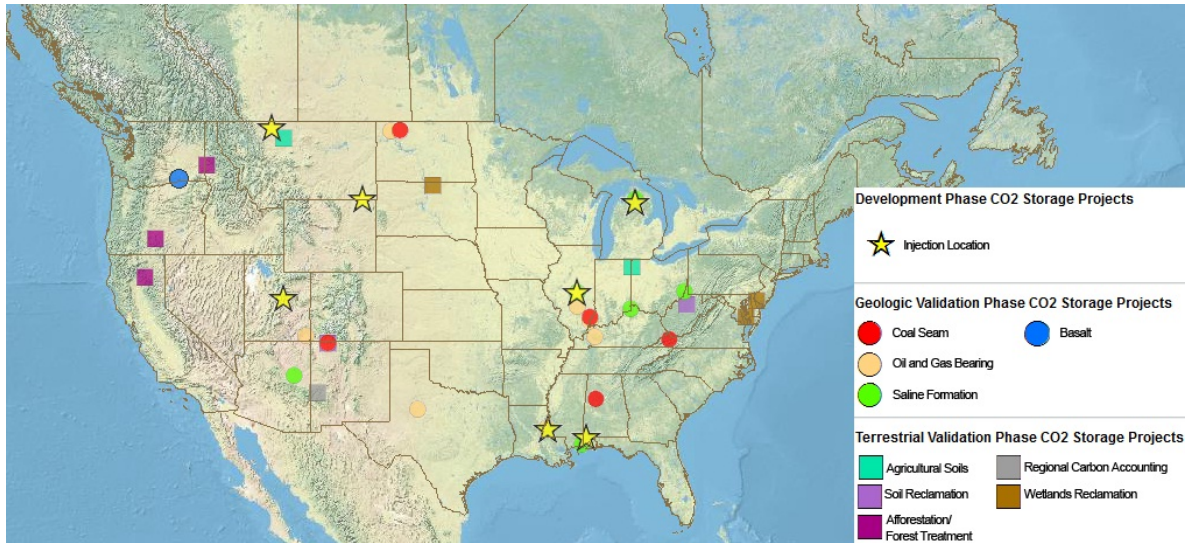 Development Phase CO2 Storage Projects
Injection Location
Geologic Validation Phase CO2 Storage Projects
Coal Seam
Basalt
Oil and Gas Bearing
Saline Formation
Terrestrial Validation Phase CO2 Storage Projects
Agricultural Soils
Regional Carbon Accounting
Soil Reclamation
Wetlands Reclamation
Afforestation/
Forest Treatment